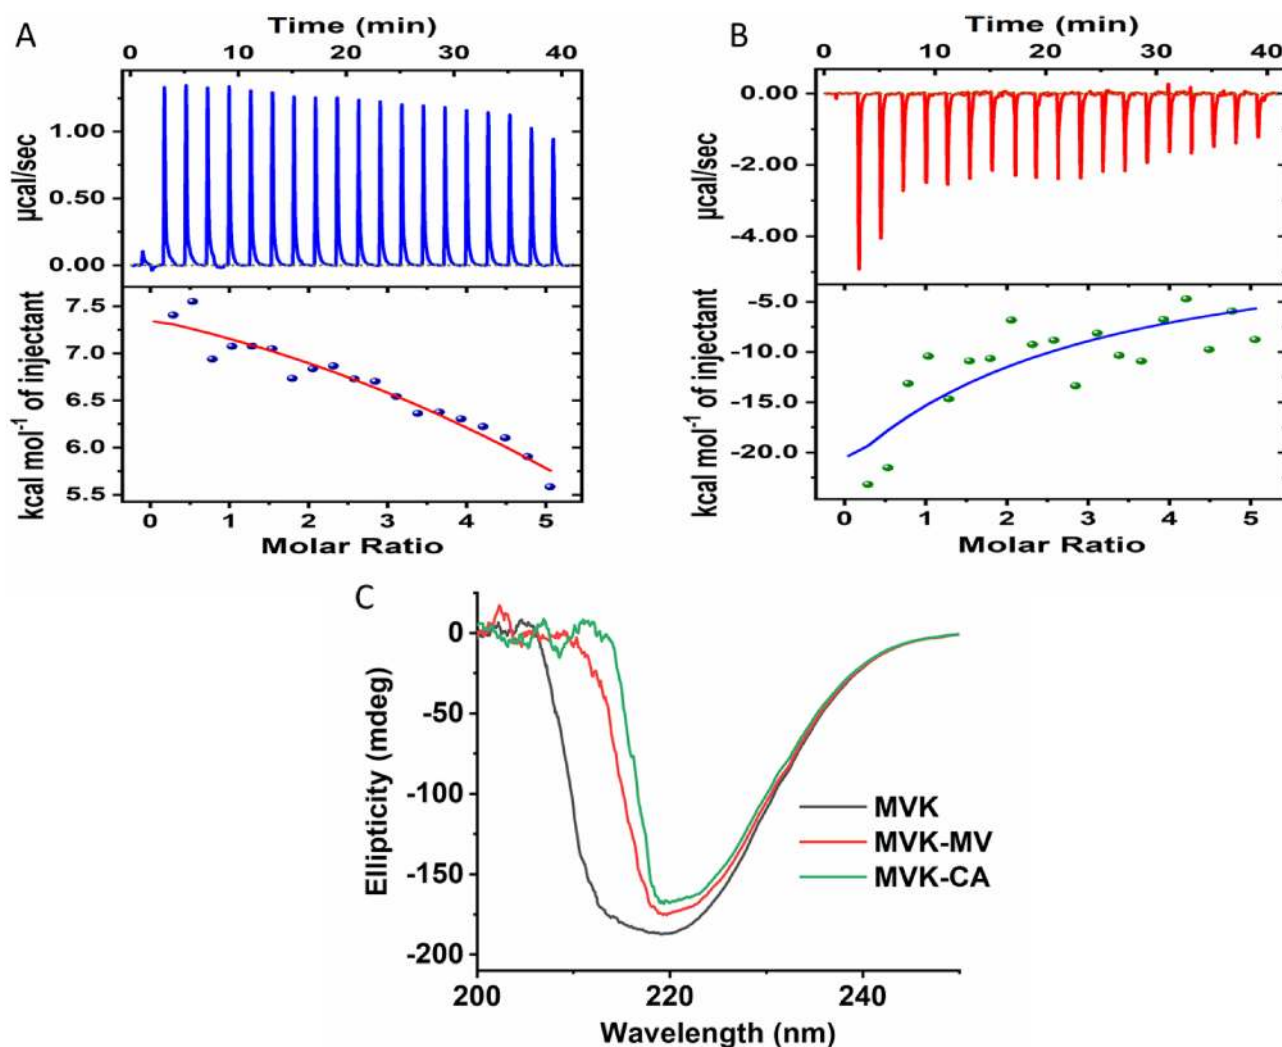 A
Time (min)
0 10 20 30 40
µcal/sec
1.00
0.50
0.00
kcal mol⁻¹ of injectant
7.5
7.0
6.5
6.0
5.5
0 1 2 3 4 5
Molar Ratio
B
Time (min)
0 10 20 30 40
µcal/sec
0.00
-2.00
-4.00
kcal mol⁻¹ of injectant
-5.0
-10.0
-15.0
-20.0
0 1 2 3 4 5
Molar Ratio
C
Ellipticity (mdeg)
0
-50
-100
-150
-200
MVK
MVK-MV
MVK-CA
200 220 240
Wavelength (nm)